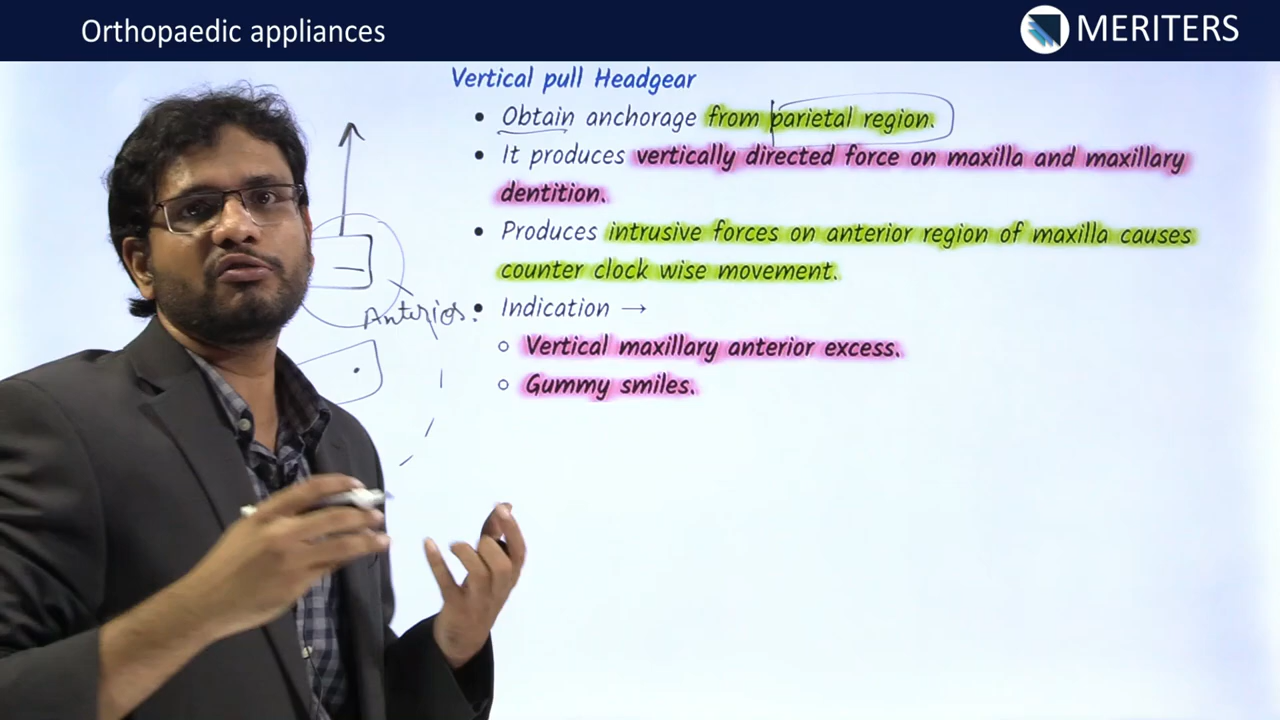 Orthopaedic appliances
MERITERS
Vertical pull Headgear
• Obtain anchorage from parietal region.
• It produces vertically directed force on maxilla and maxillary
dentition.
• Produces intrusive forces on anterior region of maxilla causes
counter clock wise movement.
• Indication →
○ Vertical maxillary anterior excess.
○ Gummy smiles.
Anterior